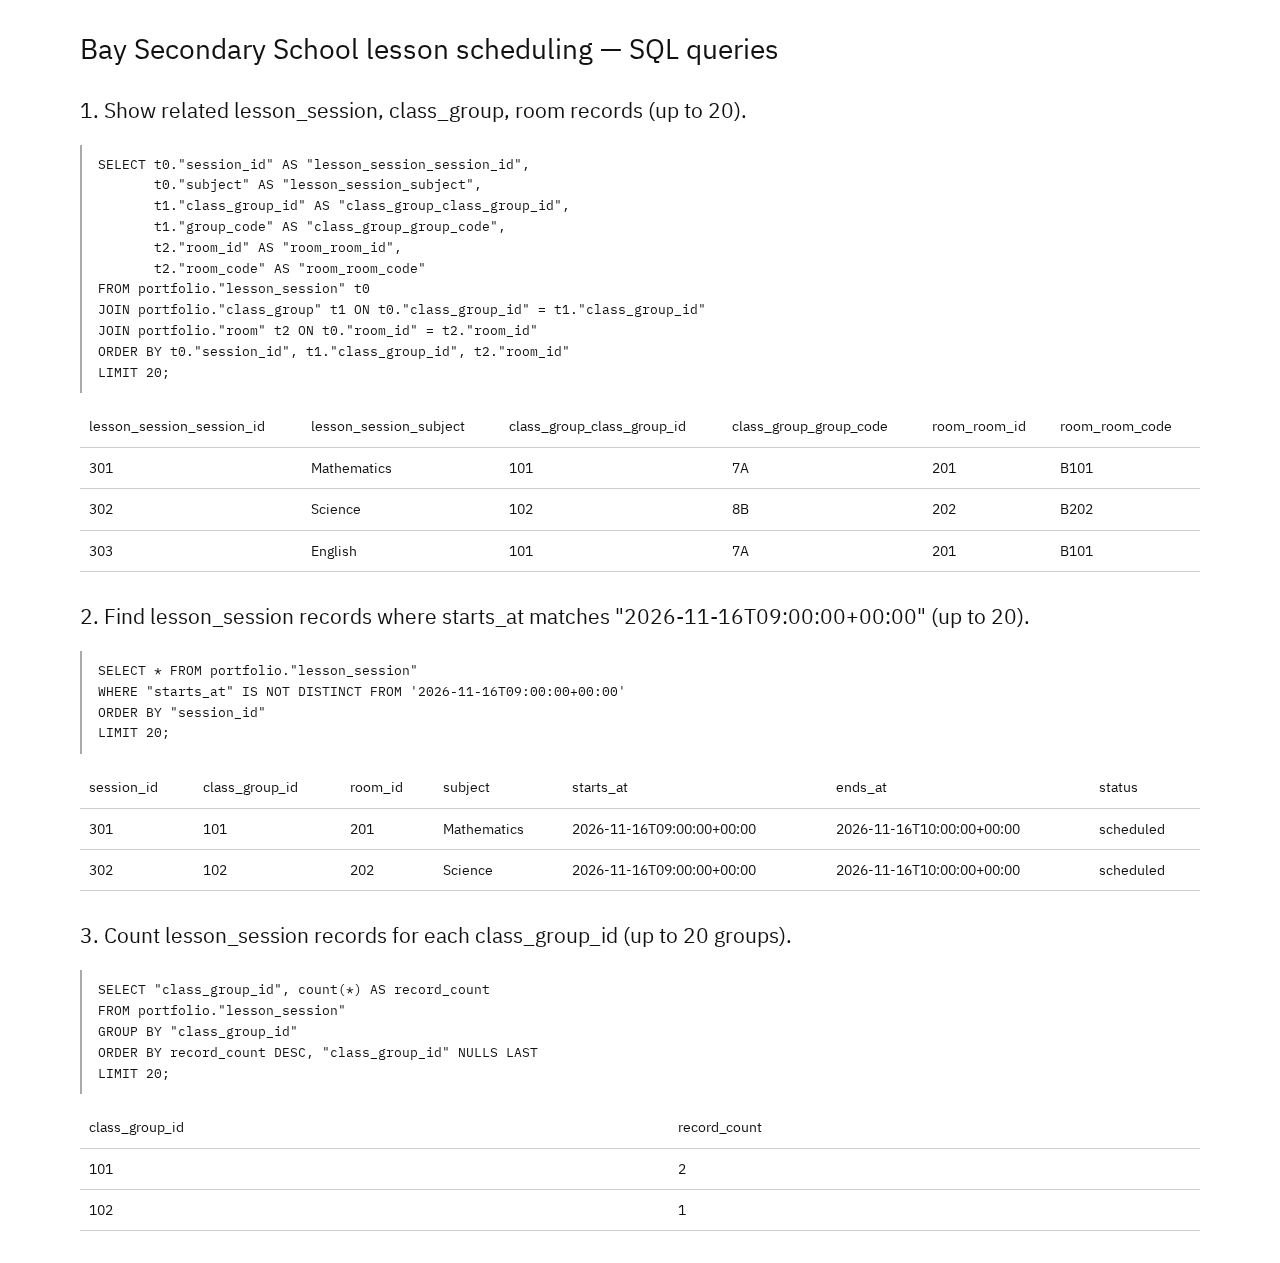 Bay Secondary School lesson scheduling — SQL queries
1. Show related lesson_session, class_group, room records (up to 20).
SELECT t0."session_id" AS "lesson_session_session_id",
       t0."subject" AS "lesson_session_subject",
       t1."class_group_id" AS "class_group_class_group_id",
       t1."group_code" AS "class_group_group_code",
       t2."room_id" AS "room_room_id",
       t2."room_code" AS "room_room_code"
FROM portfolio."lesson_session" t0
JOIN portfolio."class_group" t1 ON t0."class_group_id" = t1."class_group_id"
JOIN portfolio."room" t2 ON t0."room_id" = t2."room_id"
ORDER BY t0."session_id", t1."class_group_id", t2."room_id"
LIMIT 20;
lesson_session_session_id lesson_session_subject class_group_class_group_id class_group_group_code room_room_id room_room_code
301 Mathematics 101 7A 201 B101
302 Science 102 8B 202 B202
303 English 101 7A 201 B101
2. Find lesson_session records where starts_at matches "2026-11-16T09:00:00+00:00" (up to 20).
SELECT * FROM portfolio."lesson_session"
WHERE "starts_at" IS NOT DISTINCT FROM '2026-11-16T09:00:00+00:00'
ORDER BY "session_id"
LIMIT 20;
session_id class_group_id room_id subject starts_at ends_at status
301 101 201 Mathematics 2026-11-16T09:00:00+00:00 2026-11-16T10:00:00+00:00 scheduled
302 102 202 Science 2026-11-16T09:00:00+00:00 2026-11-16T10:00:00+00:00 scheduled
3. Count lesson_session records for each class_group_id (up to 20 groups).
SELECT "class_group_id", count(*) AS record_count
FROM portfolio."lesson_session"
GROUP BY "class_group_id"
ORDER BY record_count DESC, "class_group_id" NULLS LAST
LIMIT 20;
class_group_id record_count
101 2
102 1